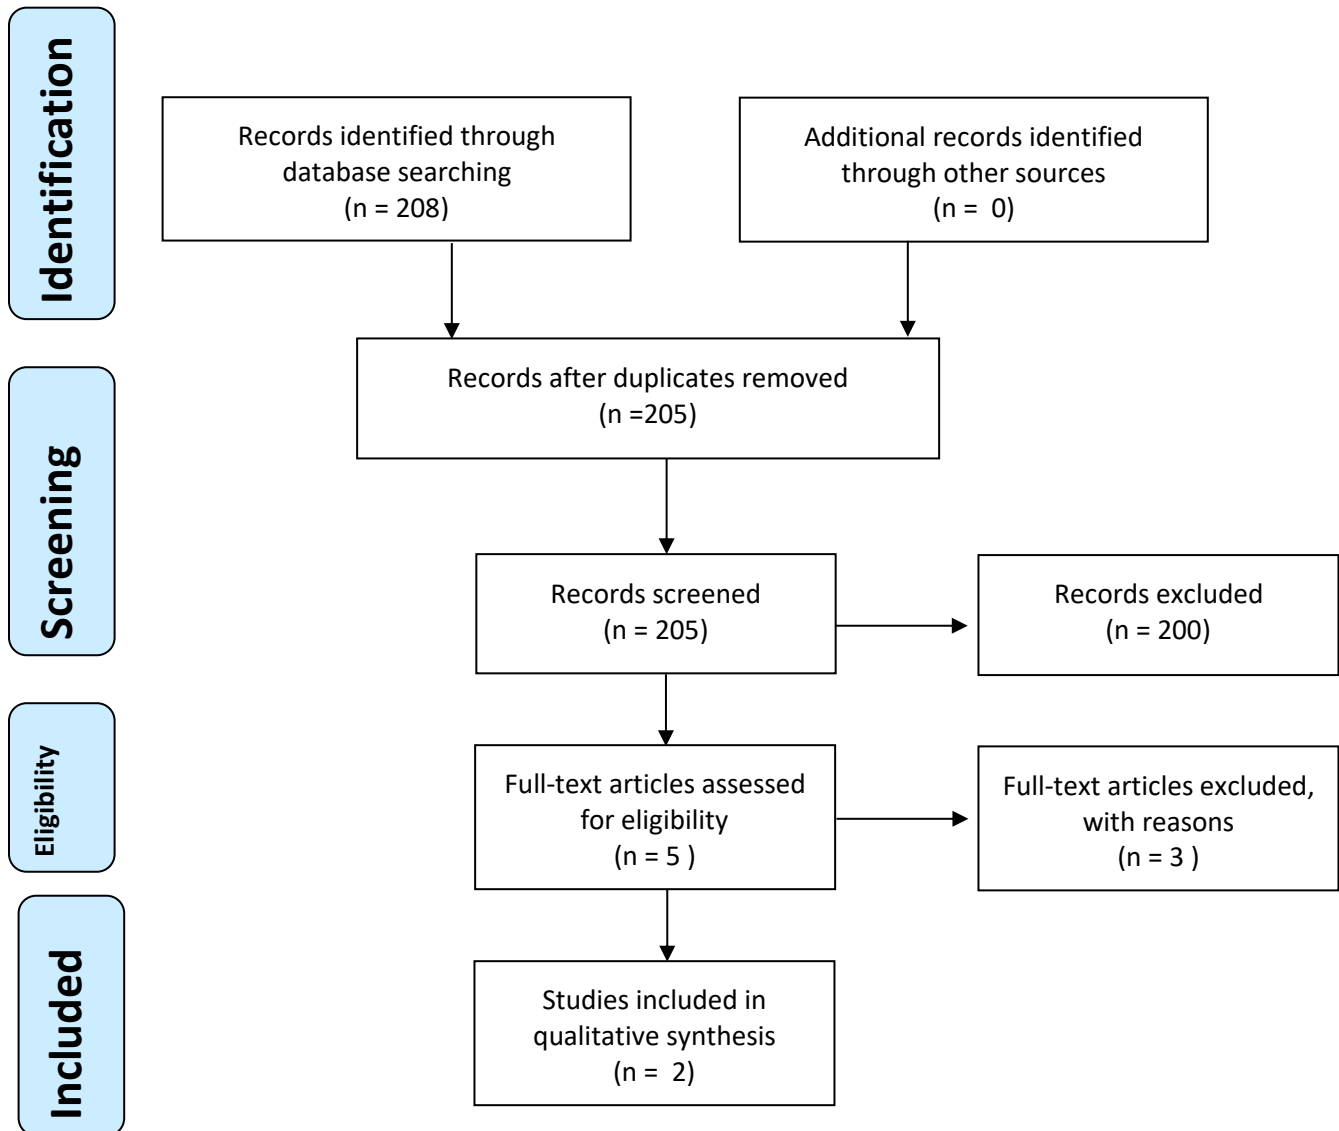 Identification
Records identified through
database searching
(n = 208)
Additional records identified
through other sources
(n =  0)
Records after duplicates removed
(n =205)
Screening
Records screened
(n = 205)
Records excluded
(n = 200)
Eligibility
Full-text articles assessed
for eligibility
(n = 5 )
Full-text articles excluded,
with reasons
(n = 3 )
Included
Studies included in
qualitative synthesis
(n =  2)